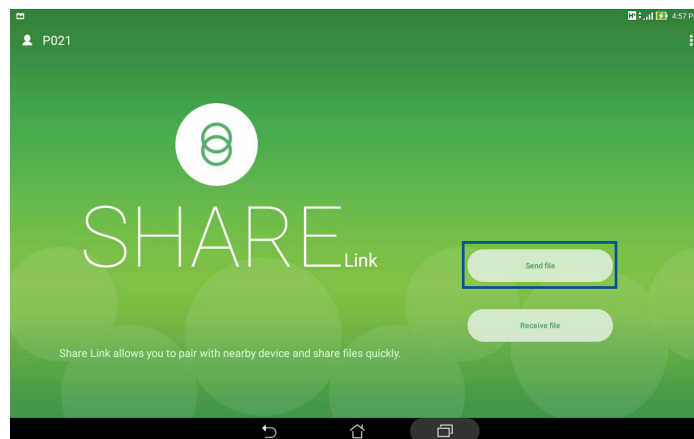 4:57 P
P021
SHARE Link
Send file
Receive file
Share Link allows you to pair with nearby device and share files quickly.